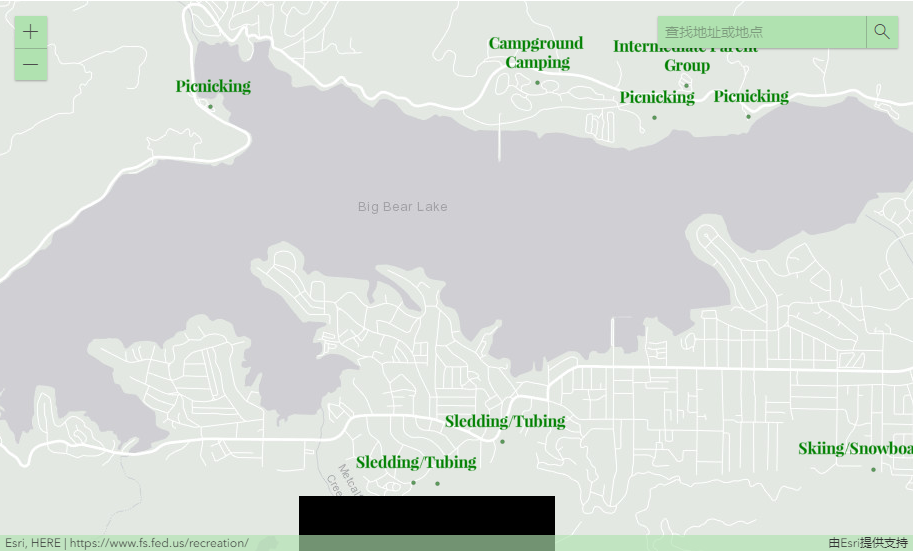 +
查找地址或地点
Campground
Camping
Intermediate Parent
Group
Picnicking
Picnicking
Picnicking
—
Big Bear Lake
Sledding/Tubing
Skiing/Snowboa
Sledding/Tubing
Metcalf
Cree
Esri, HERE | https://www.fs.fed.us/recreation/
由Esri提供支持